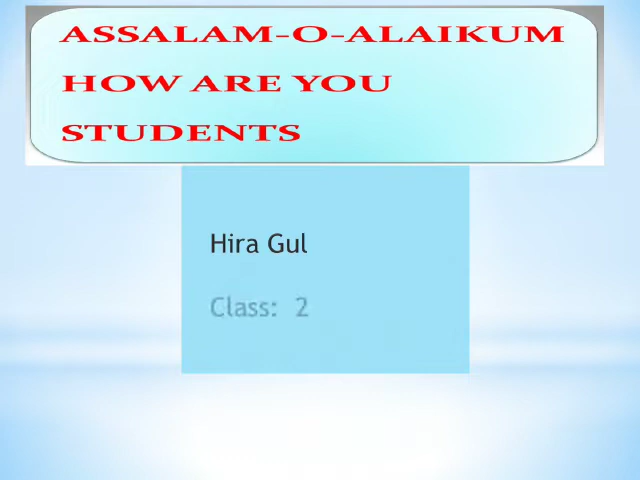 ASSALAM-O-ALAIKUM
HOW ARE YOU
STUDENTS
Hira Gul
Class: 2